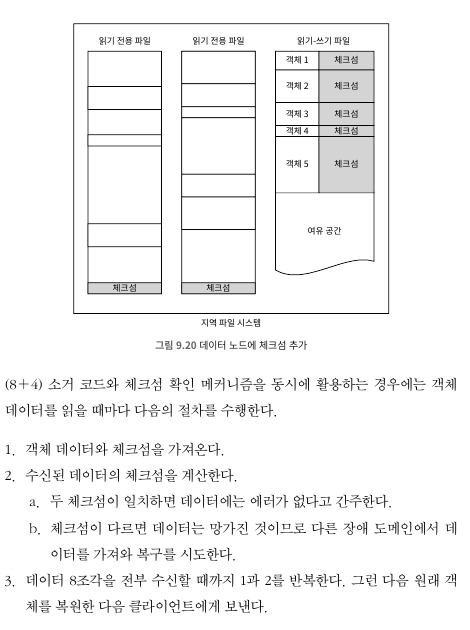 읽기 전용 파일 읽기 전용 파일 읽기-쓰기 파일
객체 1 체크섬
객체 2 체크섬
객체 3 체크섬
객체 4 체크섬
객체 5 체크섬
여유 공간
체크섬 체크섬
지역 파일 시스템
그림 9.20 데이터 노드에 체크섬 추가
(8+4) 소거 코드와 체크섬 확인 메커니즘을 동시에 활용하는 경우에는 객체
데이터를 읽을 때마다 다음의 절차를 수행한다.
1. 객체 데이터와 체크섬을 가져온다.
2. 수신된 데이터의 체크섬을 계산한다.
a. 두 체크섬이 일치하면 데이터에는 에러가 없다고 간주한다.
b. 체크섬이 다르면 데이터는 망가진 것이므로 다른 장애 도메인에서 데
이터를 가져와 복구를 시도한다.
3. 데이터 8조각을 전부 수신할 때까지 1과 2를 반복한다. 그런 다음 원래 객
체를 복원한 다음 클라이언트에게 보낸다.